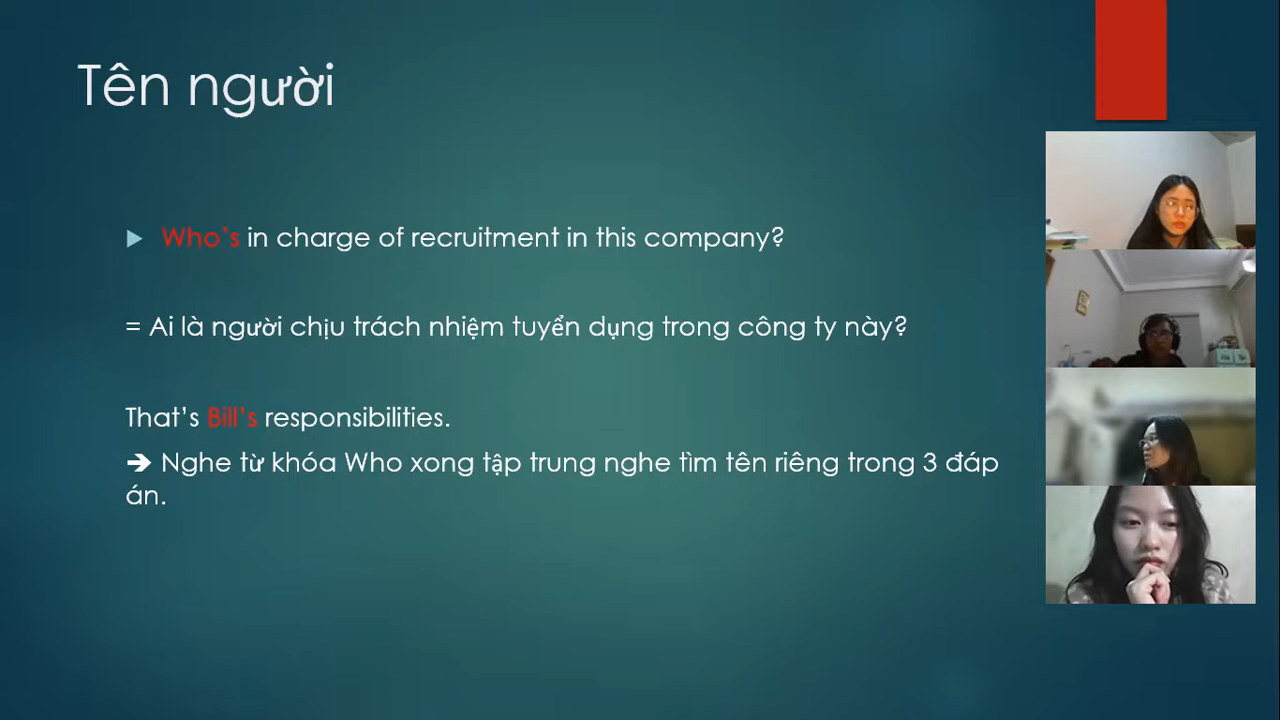 Tên người
Who's in charge of recruitment in this company?
= Ai là người chịu trách nhiệm tuyển dụng trong công ty này?
That's Bill's responsibilities.
➔ Nghe từ khóa Who xong tập trung nghe tìm tên riêng trong 3 đáp
án.